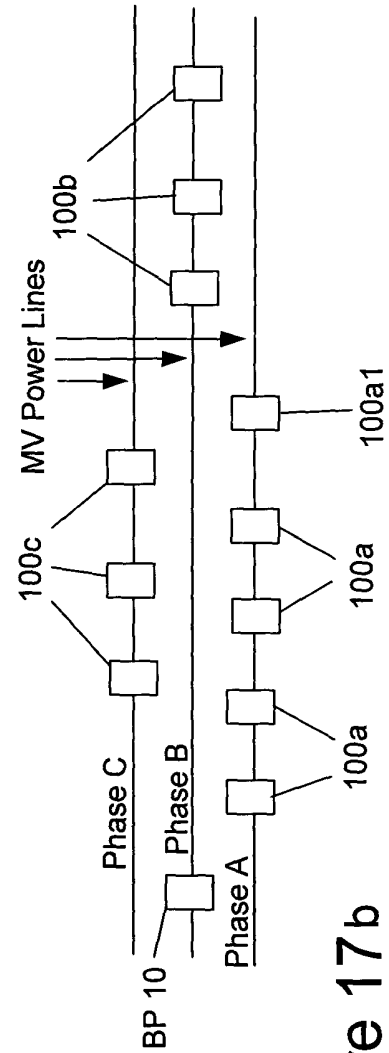 100c
MV Power Lines
100b
Phase C
BP 10
Phase B
Phase A
100a
100a
100a1
e 17b